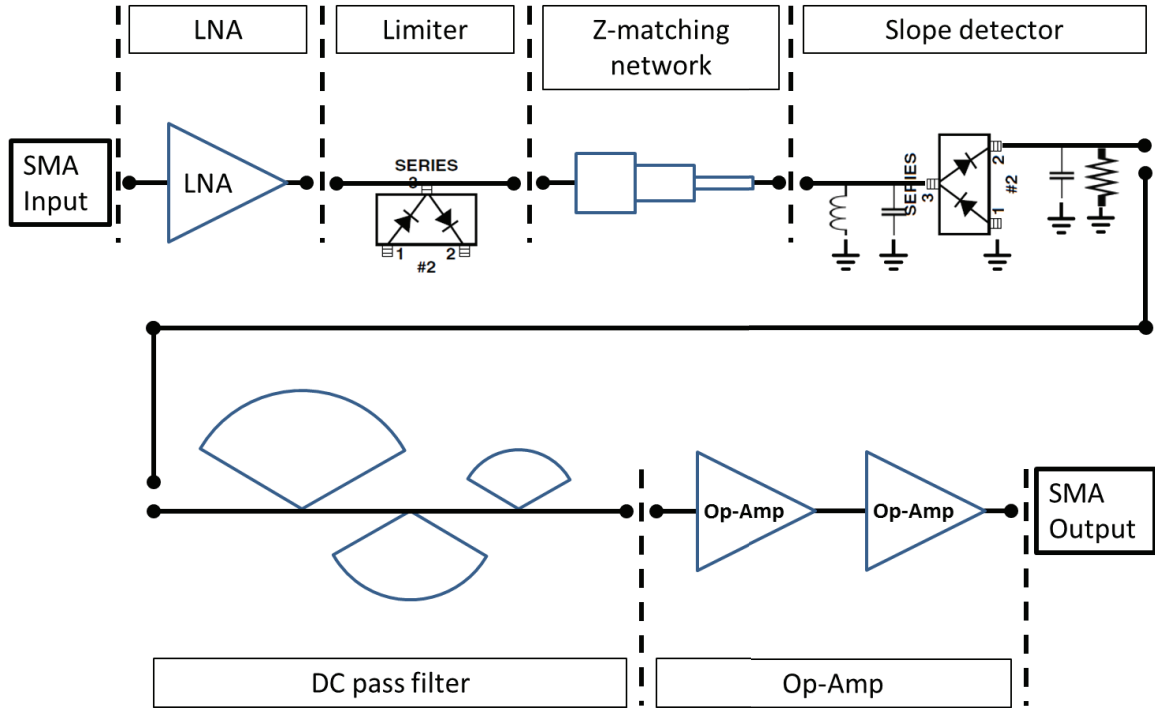 LNA
Limiter
Z-matching
network
Slope detector
SMA
Input
LNA
SERIES
3
1
2
#2
SERIES
3
2
#2
1
Op-Amp
Op-Amp
SMA
Output
DC pass filter
Op-Amp